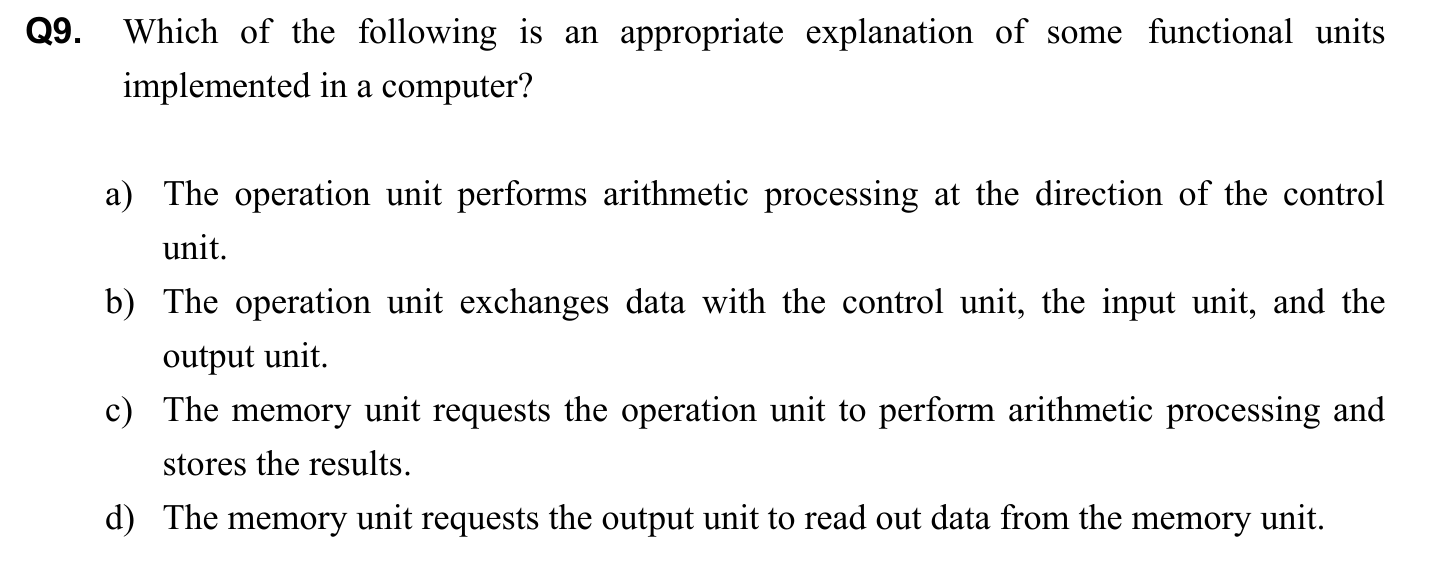 Q9. Which of the following is an appropriate explanation of some functional units
implemented in a computer?
a) The operation unit performs arithmetic processing at the direction of the control
unit.
b) The operation unit exchanges data with the control unit, the input unit, and the
output unit.
c) The memory unit requests the operation unit to perform arithmetic processing and
stores the results.
d) The memory unit requests the output unit to read out data from the memory unit.